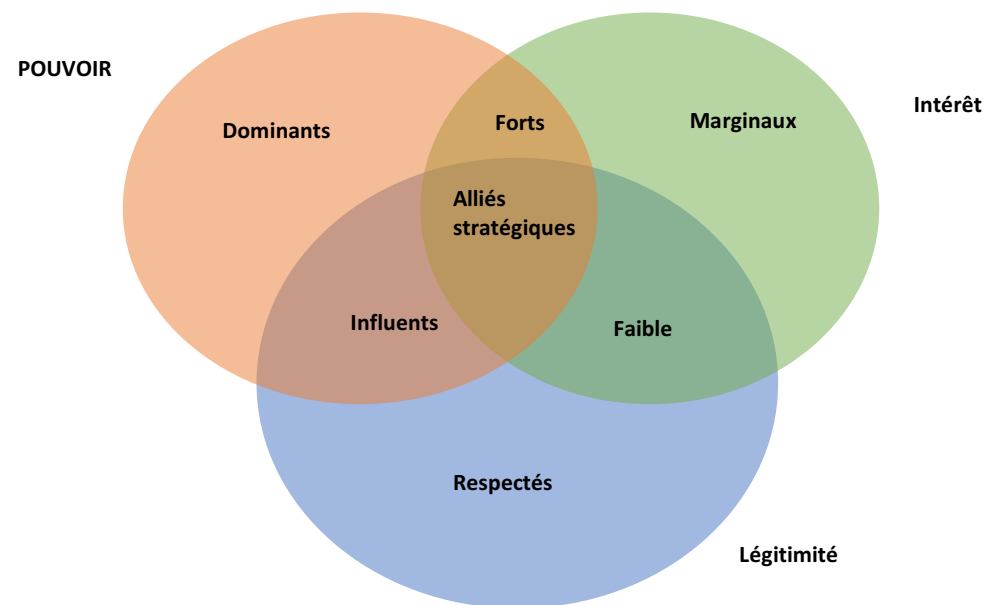 POUVOIR
Intérêt
Dominants
Forts
Marginaux
Alliés
stratégiques
Influents
Faible
Respectés
Légitimité